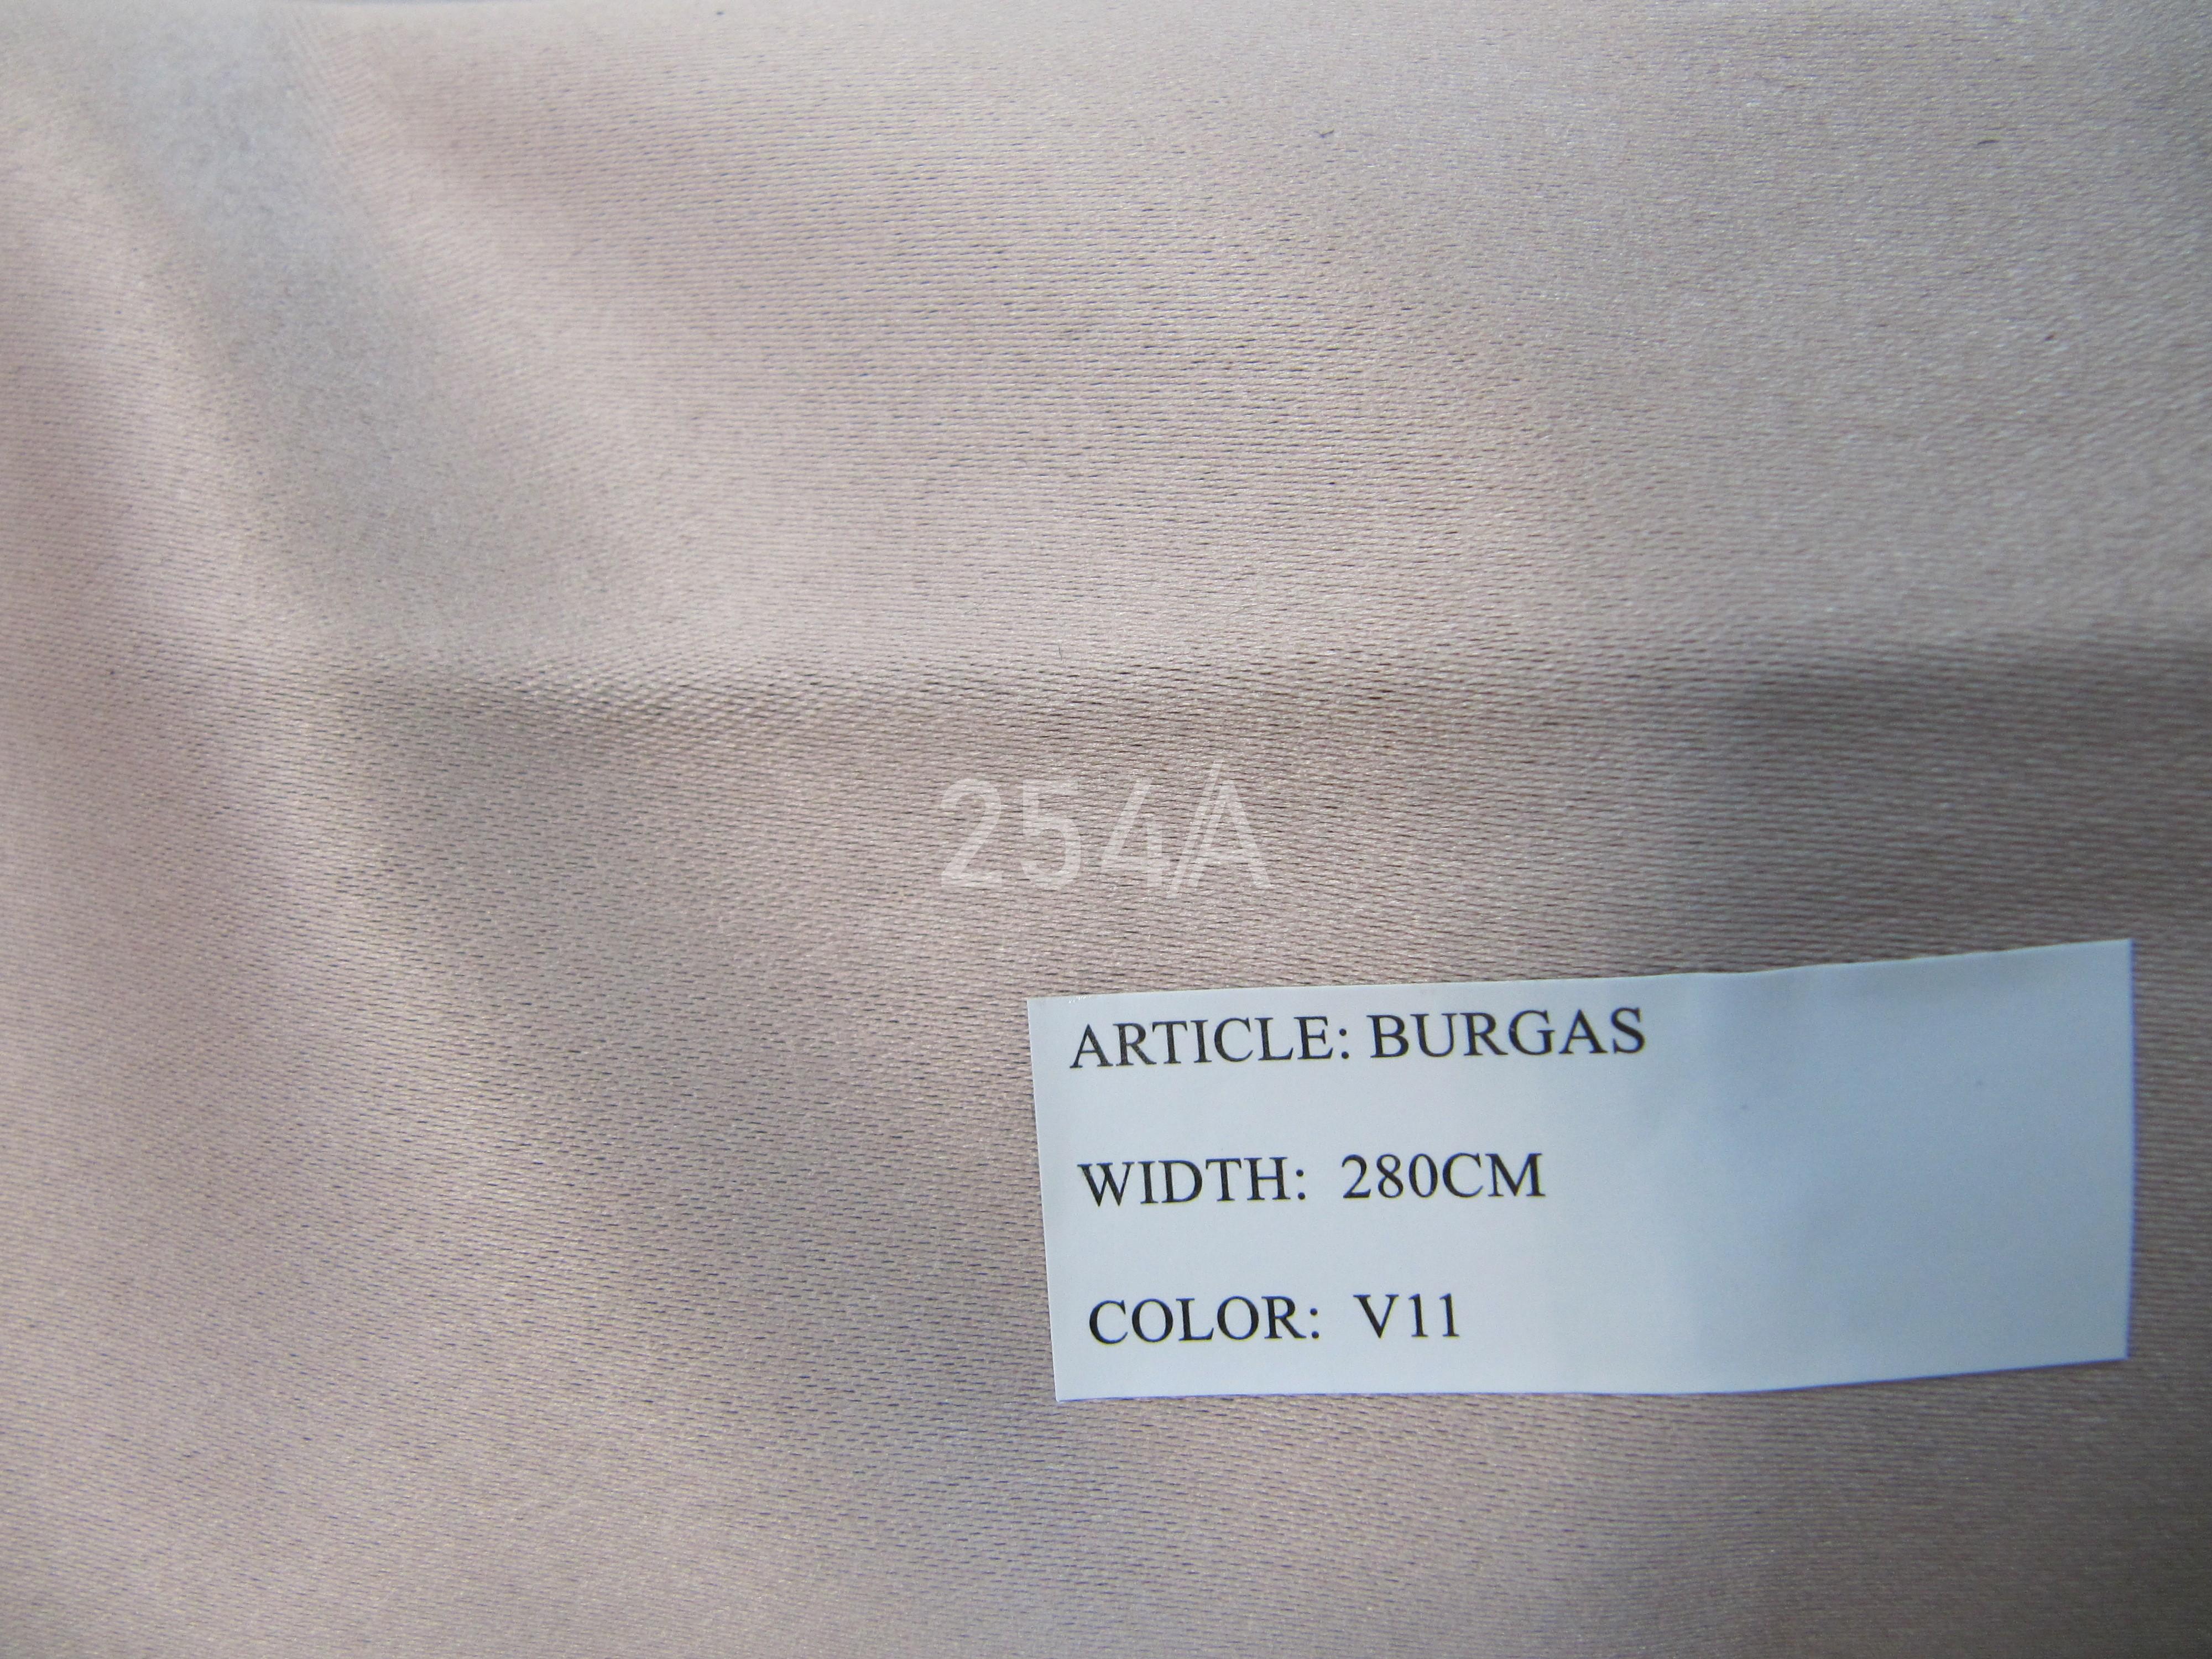 254A
ARTICLE: BURGAS
WIDTH: 280CM
COLOR: V11